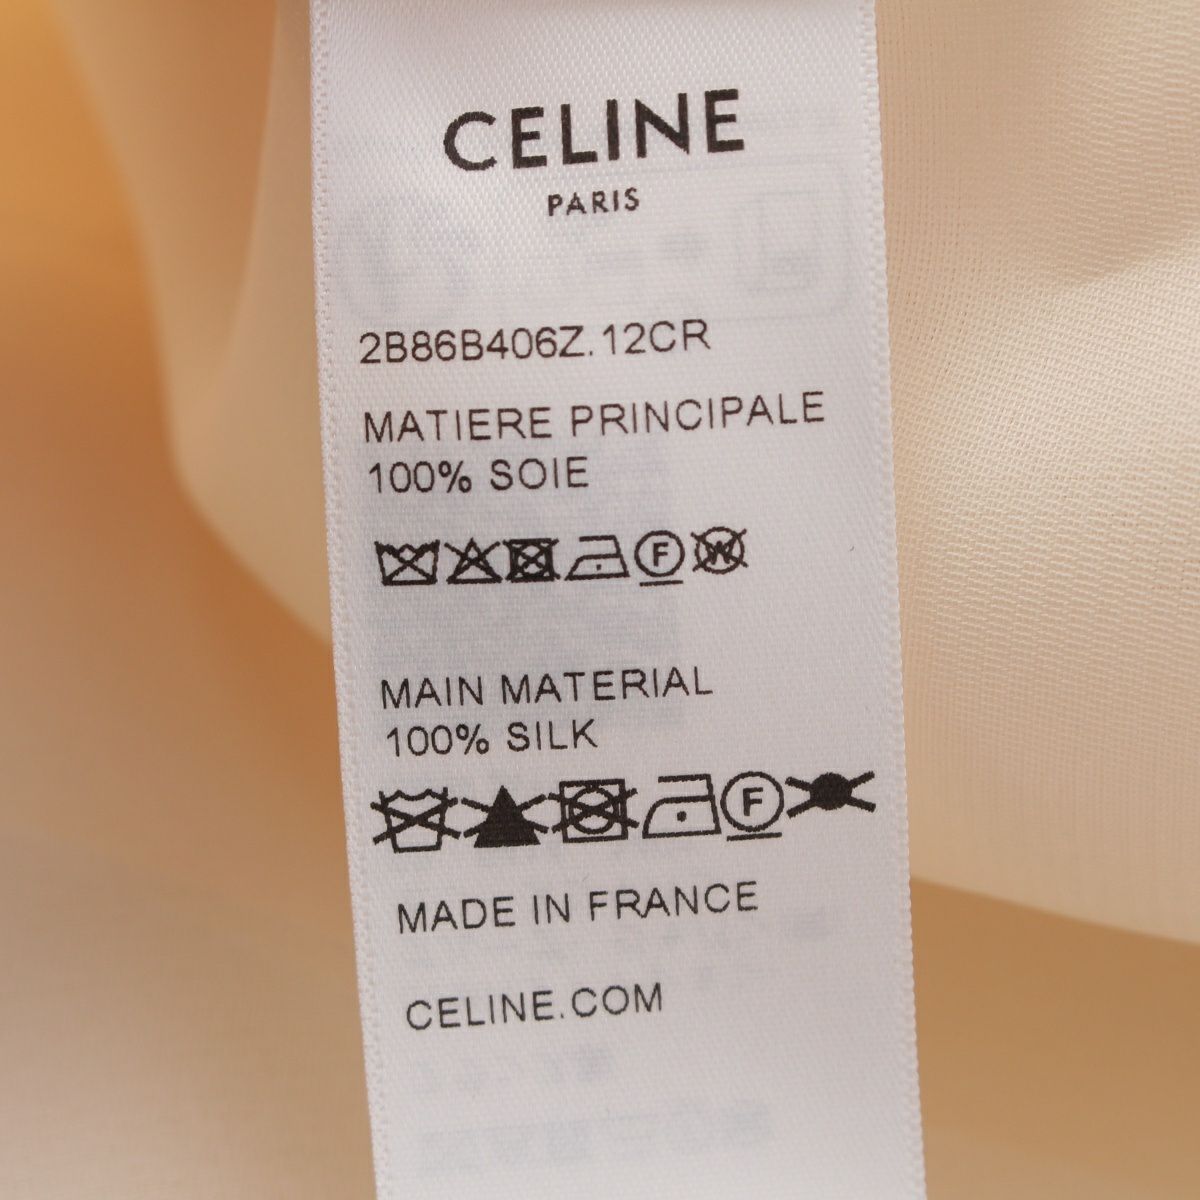 CELINE
PARIS
2B86B406Z.12CR
MATIERE PRINCIPALE
100% SOIE
F W
MAIN MATERIAL
100% SILK
F
MADE IN FRANCE
CELINE.COM